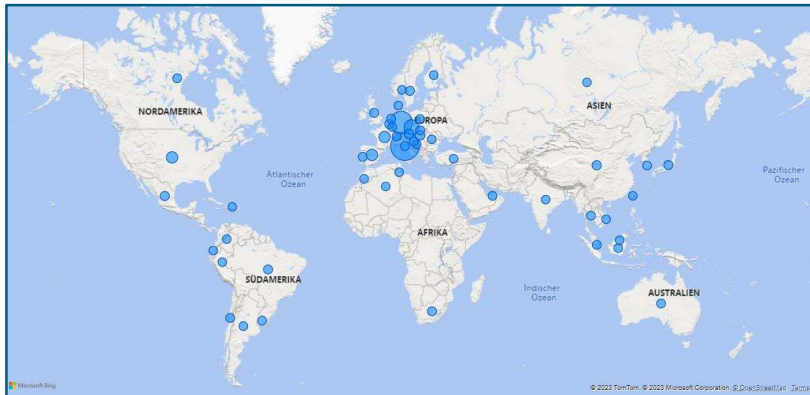 NORDAMERIKA
ASIEN
EUROPA
Atlantischer
Ozean
Pazifischer
Ozean
AFRIKA
SÜDAMERIKA
Indischer
Ozean
AUSTRALIEN
Microsoft Bing
© 2023 TomTom, © 2023 Microsoft Corporation, © OpenStreetMap Terms